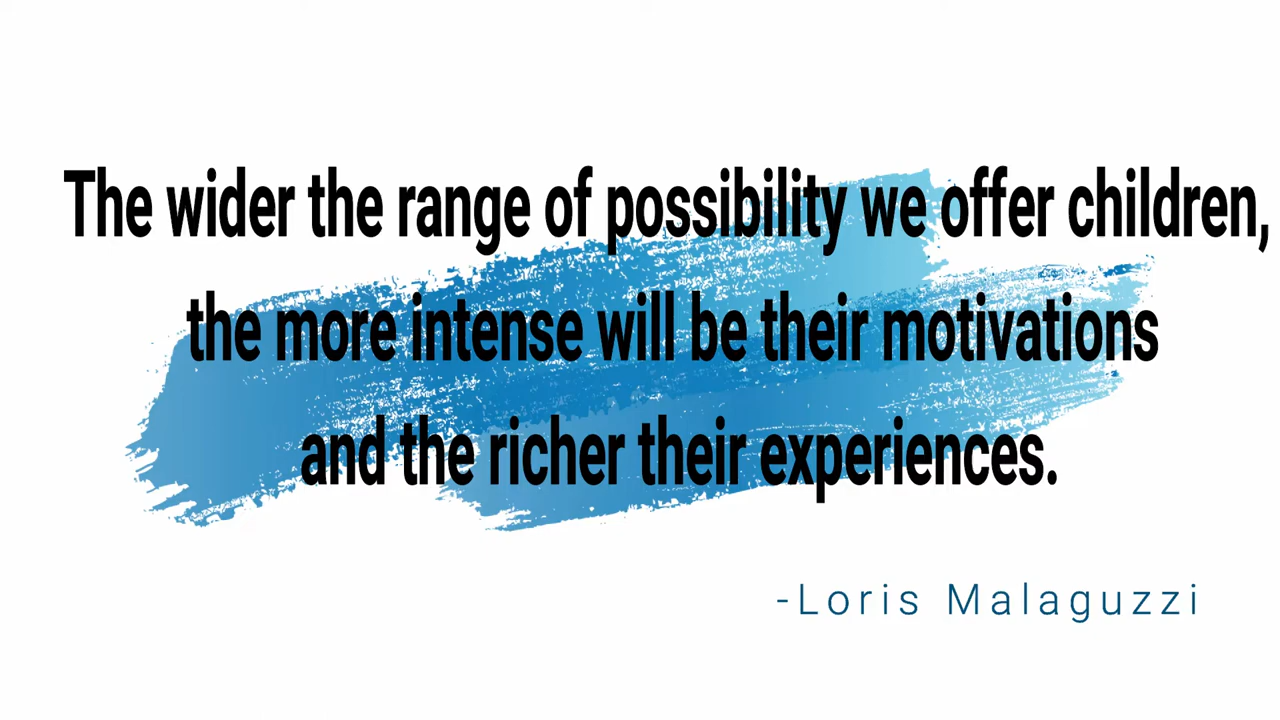 The wider the range of possibility we offer children,
the more intense will be their motivations
and the richer their experiences.
-Loris Malaguzzi